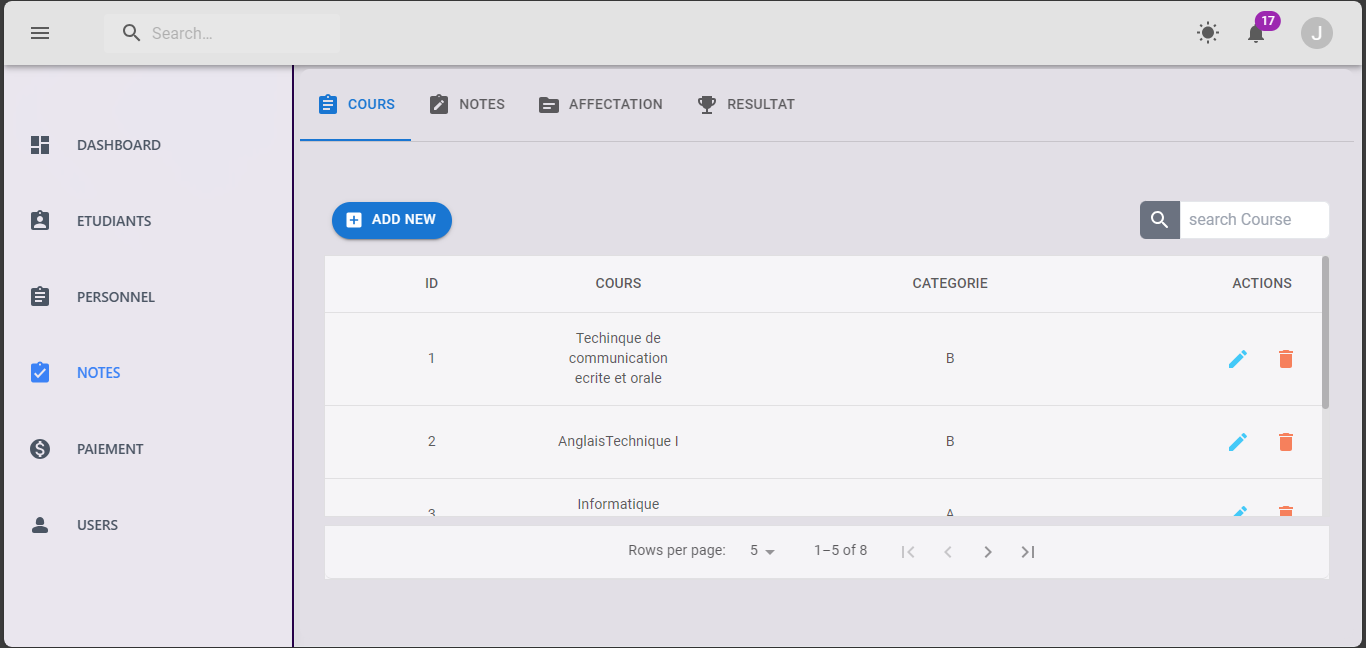 Search…
17
J
DASHBOARD
ETUDIANTS
PERSONNEL
NOTES
PAIEMENT
USERS
COURS NOTES AFFECTATION RESULTAT
ADD NEW
search Course
ID COURS CATEGORIE ACTIONS
1 Techinque de communication ecrite et orale B
2 AnglaisTechnique I B
3 Informatique A
Rows per page: 5 1–5 of 8